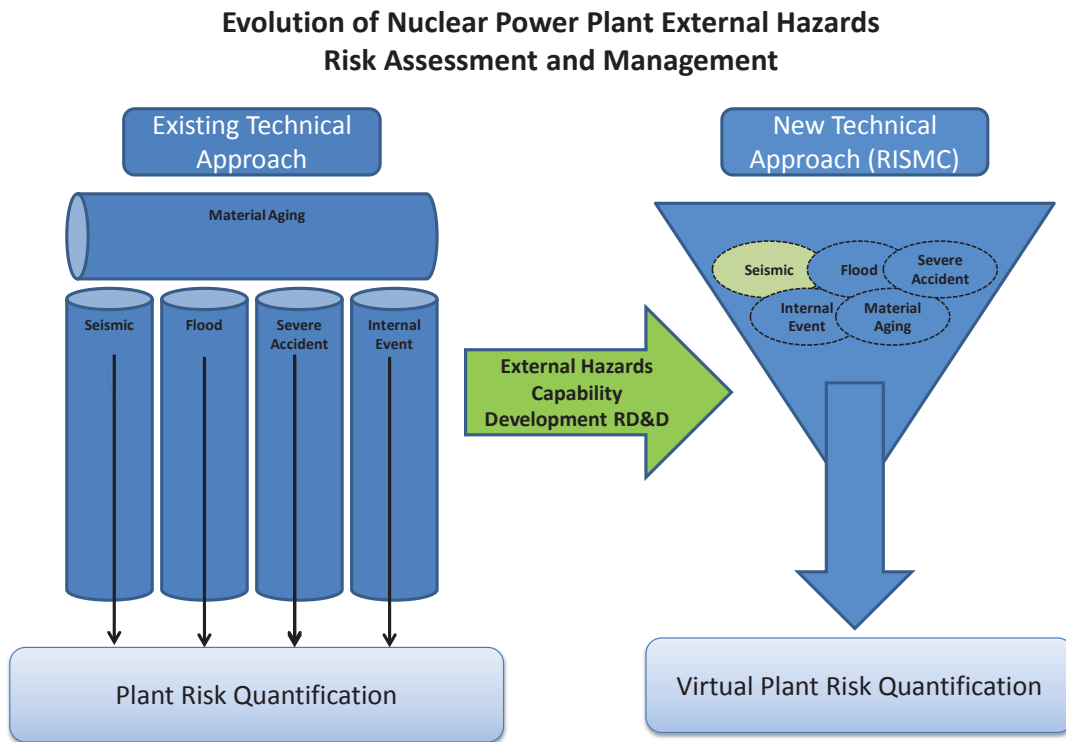 Evolution of Nuclear Power Plant External Hazards
Risk Assessment and Management
Existing Technical
Approach
Material Aging
Seismic
Flood
Severe
Accident
Internal
Event
Plant Risk Quantification
External Hazards
Capability
Development RD&D
New Technical
Approach (RISMC)
Seismic
Flood
Severe
Accident
Internal
Event
Material
Aging
Virtual Plant Risk Quantification